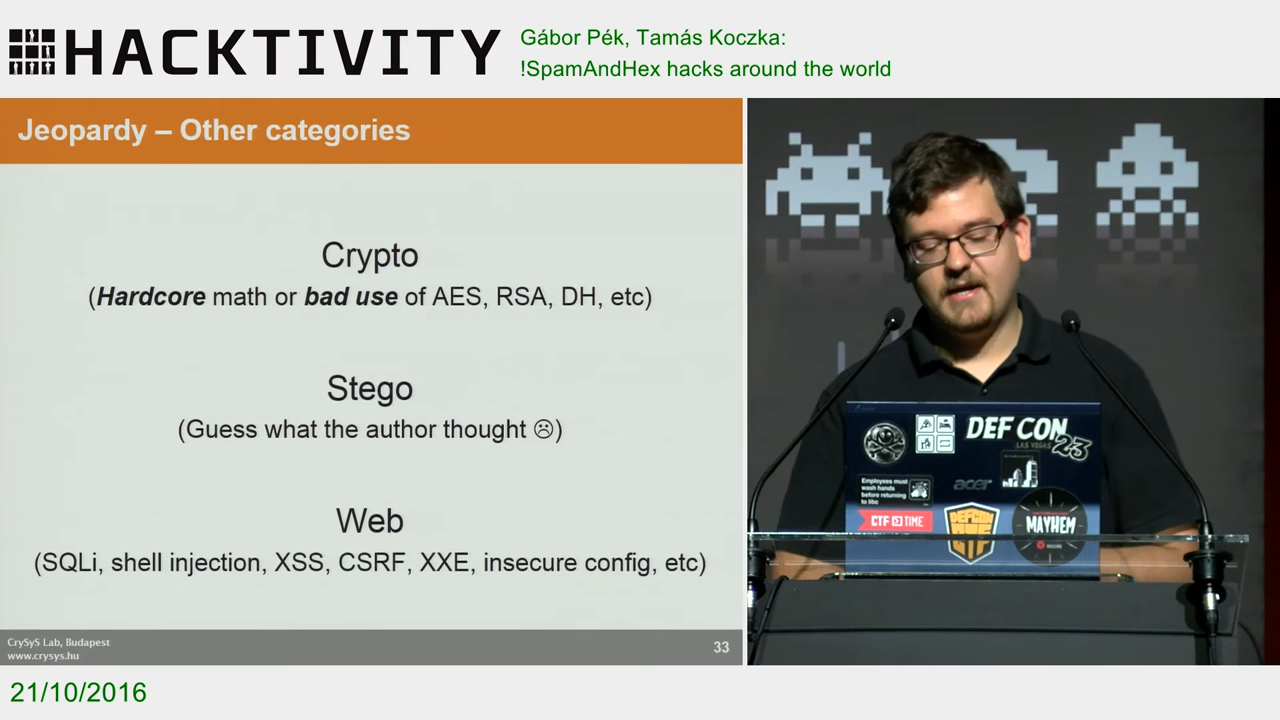 HACKTIVITY
Gábor Pék, Tamás Koczka:
!SpamAndHex hacks around the world
Jeopardy – Other categories
Crypto
(Hardcore math or bad use of AES, RSA, DH, etc)
Stego
(Guess what the author thought ☹)
Web
(SQLi, shell injection, XSS, CSRF, XXE, insecure config, etc)
CrySyS Lab, Budapest
www.crysys.hu
33
DEF CON
LAS VEGAS
23
acer
Employees must
wash hands
before returning
to libc
CTF TIME
MAYHEM
21/10/2016